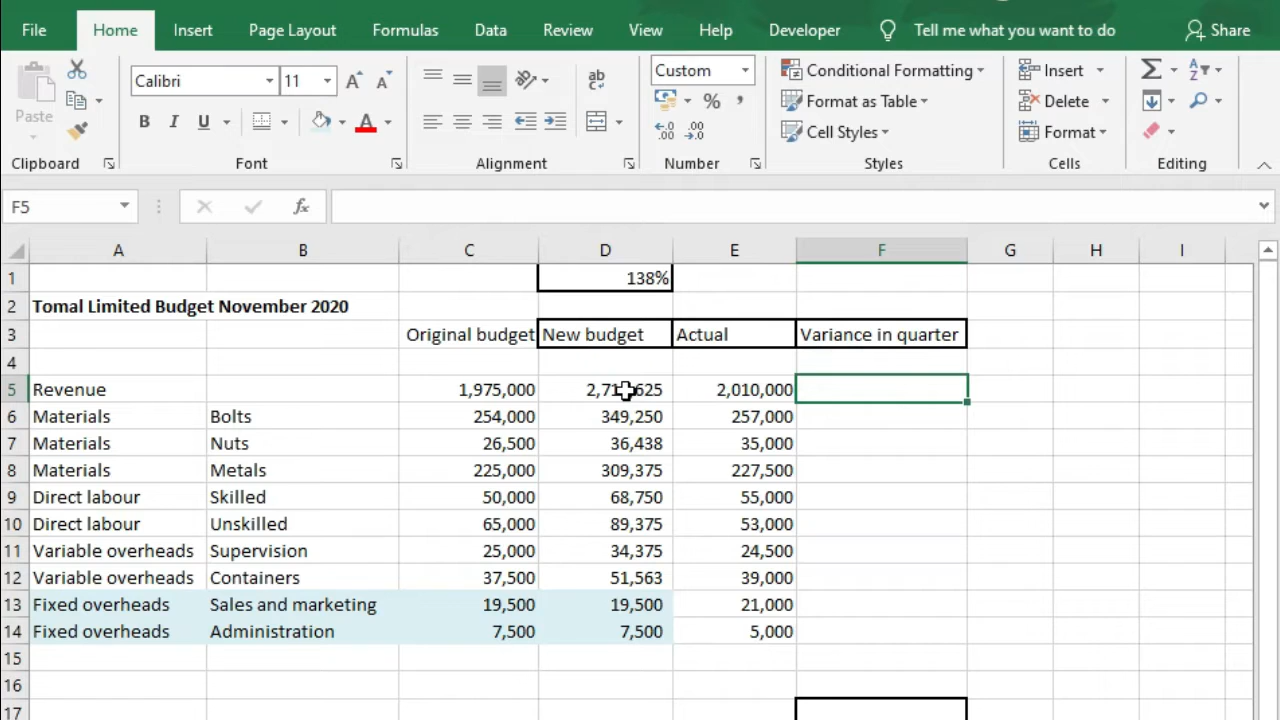 File Home Insert Page Layout Formulas Data Review View Help Developer Tell me what you want to do Share
Calibri 11 Custom Conditional Formatting Insert
Paste B I U A % Format as Table Delete
Cell Styles Format
Clipboard Font Alignment Number Styles Cells Editing
F5 fx
A B C D E F G H I
1 138%
2 Tomal Limited Budget November 2020
3 Original budget New budget Actual Variance in quarter
4
5 Revenue 1,975,000 2,010,000
6 Materials Bolts 254,000 349,250 257,000
7 Materials Nuts 26,500 36,438 35,000
8 Materials Metals 225,000 309,375 227,500
9 Direct labour Skilled 50,000 68,750 55,000
10 Direct labour Unskilled 65,000 89,375 53,000
11 Variable overheads Supervision 25,000 34,375 24,500
12 Variable overheads Containers 37,500 51,563 39,000
13 Fixed overheads Sales and marketing 19,500 19,500 21,000
14 Fixed overheads Administration 7,500 7,500 5,000
15
16
17